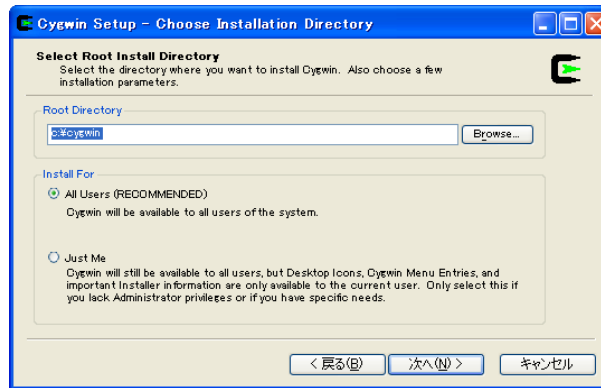 Cygwin Setup - Choose Installation Directory
Select Root Install Directory
Select the directory where you want to install Cygwin. Also choose a few
installation parameters.
Root Directory
c:¥cygwin
Browse...
Install For
All Users (RECOMMENDED)
Cygwin will be available to all users of the system.
Just Me
Cygwin will still be available to all users, but Desktop Icons, Cygwin Menu Entries, and
important Installer information are only available to the current user. Only select this if
you lack Administrator privileges or if you have specific needs.
< 戻る(B)
次へ(N) >
キャンセル